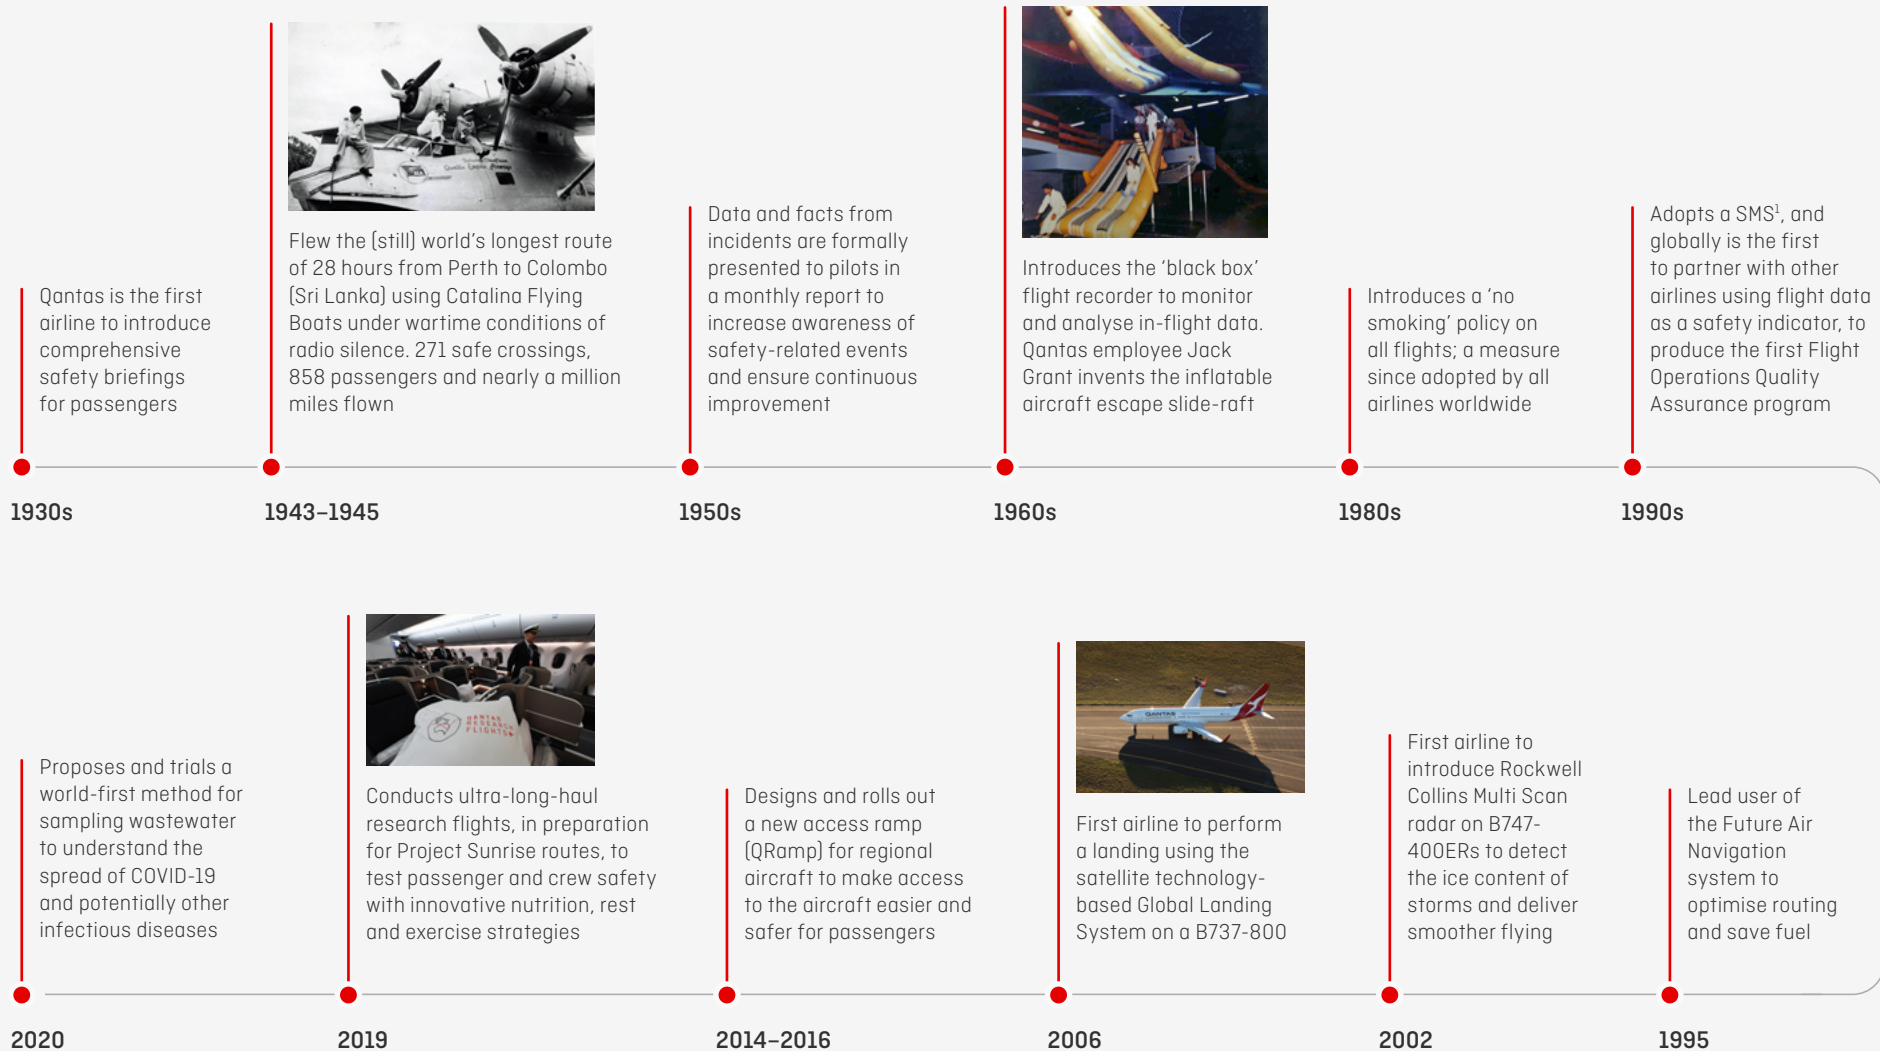 Qantas is the first
airline to introduce
comprehensive
safety briefings
for passengers
1930s
Flew the (still) world's longest route
of 28 hours from Perth to Colombo
(Sri Lanka) using Catalina Flying
Boats under wartime conditions of
radio silence. 271 safe crossings,
858 passengers and nearly a million
miles flown
1943–1945
Data and facts from
incidents are formally
presented to pilots in
a monthly report to
increase awareness of
safety-related events
and ensure continuous
improvement
1950s
Introduces the ‘black box’
flight recorder to monitor
and analyse in-flight data.
Qantas employee Jack
Grant invents the inflatable
aircraft escape slide-raft
1960s
Introduces a ‘no
smoking’ policy on
all flights; a measure
since adopted by all
airlines worldwide
1980s
Adopts a SMS¹, and
globally is the first
to partner with other
airlines using flight data
as a safety indicator, to
produce the first Flight
Operations Quality
Assurance program
1990s
Lead user of
the Future Air
Navigation
system to
optimise routing
and save fuel
1995
First airline to
introduce Rockwell
Collins Multi Scan
radar on B747-
400ERs to detect
the ice content of
storms and deliver
smoother flying
2002
QANTAS
First airline to perform
a landing using the
satellite technology-
based Global Landing
System on a B737-800
2006
Designs and rolls out
a new access ramp
(QRamp) for regional
aircraft to make access
to the aircraft easier and
safer for passengers
2014–2016
QANTAS
RESEARCH
FLIGHTS
Conducts ultra-long-haul
research flights, in preparation
for Project Sunrise routes, to
test passenger and crew safety
with innovative nutrition, rest
and exercise strategies
2019
Proposes and trials a
world-first method for
sampling wastewater
to understand the
spread of COVID-19
and potentially other
infectious diseases
2020